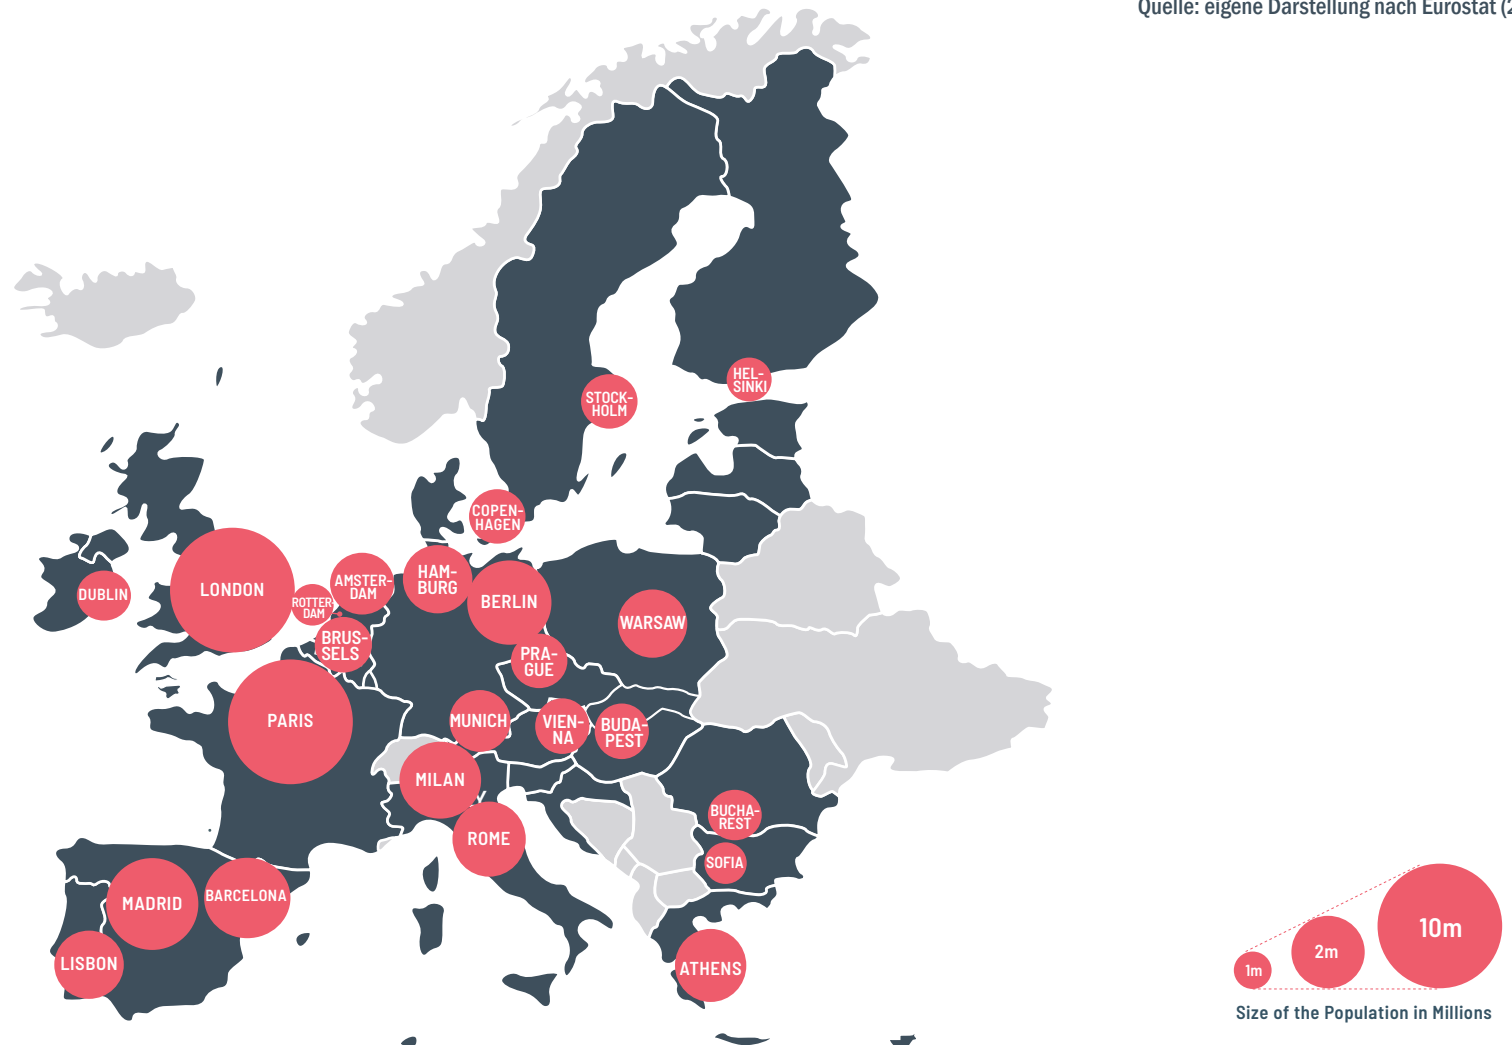 Quelle: eigene Darstellung nach Eurostat (2
HEL-
SINKI
STOCK-
HOLM
COPEN-
HAGEN
DUBLIN
LONDON
ROTTER-
DAM
AMSTER-
DAM
HAM-
BURG
BERLIN
WARSAW
BRUS-
SELS
PRA-
GUE
PARIS
MUNICH
VIEN-
NA
BUDA-
PEST
MILAN
ROME
BUCHA-
REST
SOFIA
MADRID
BARCELONA
LISBON
ATHENS
1m
2m
10m
Size of the Population in Millions